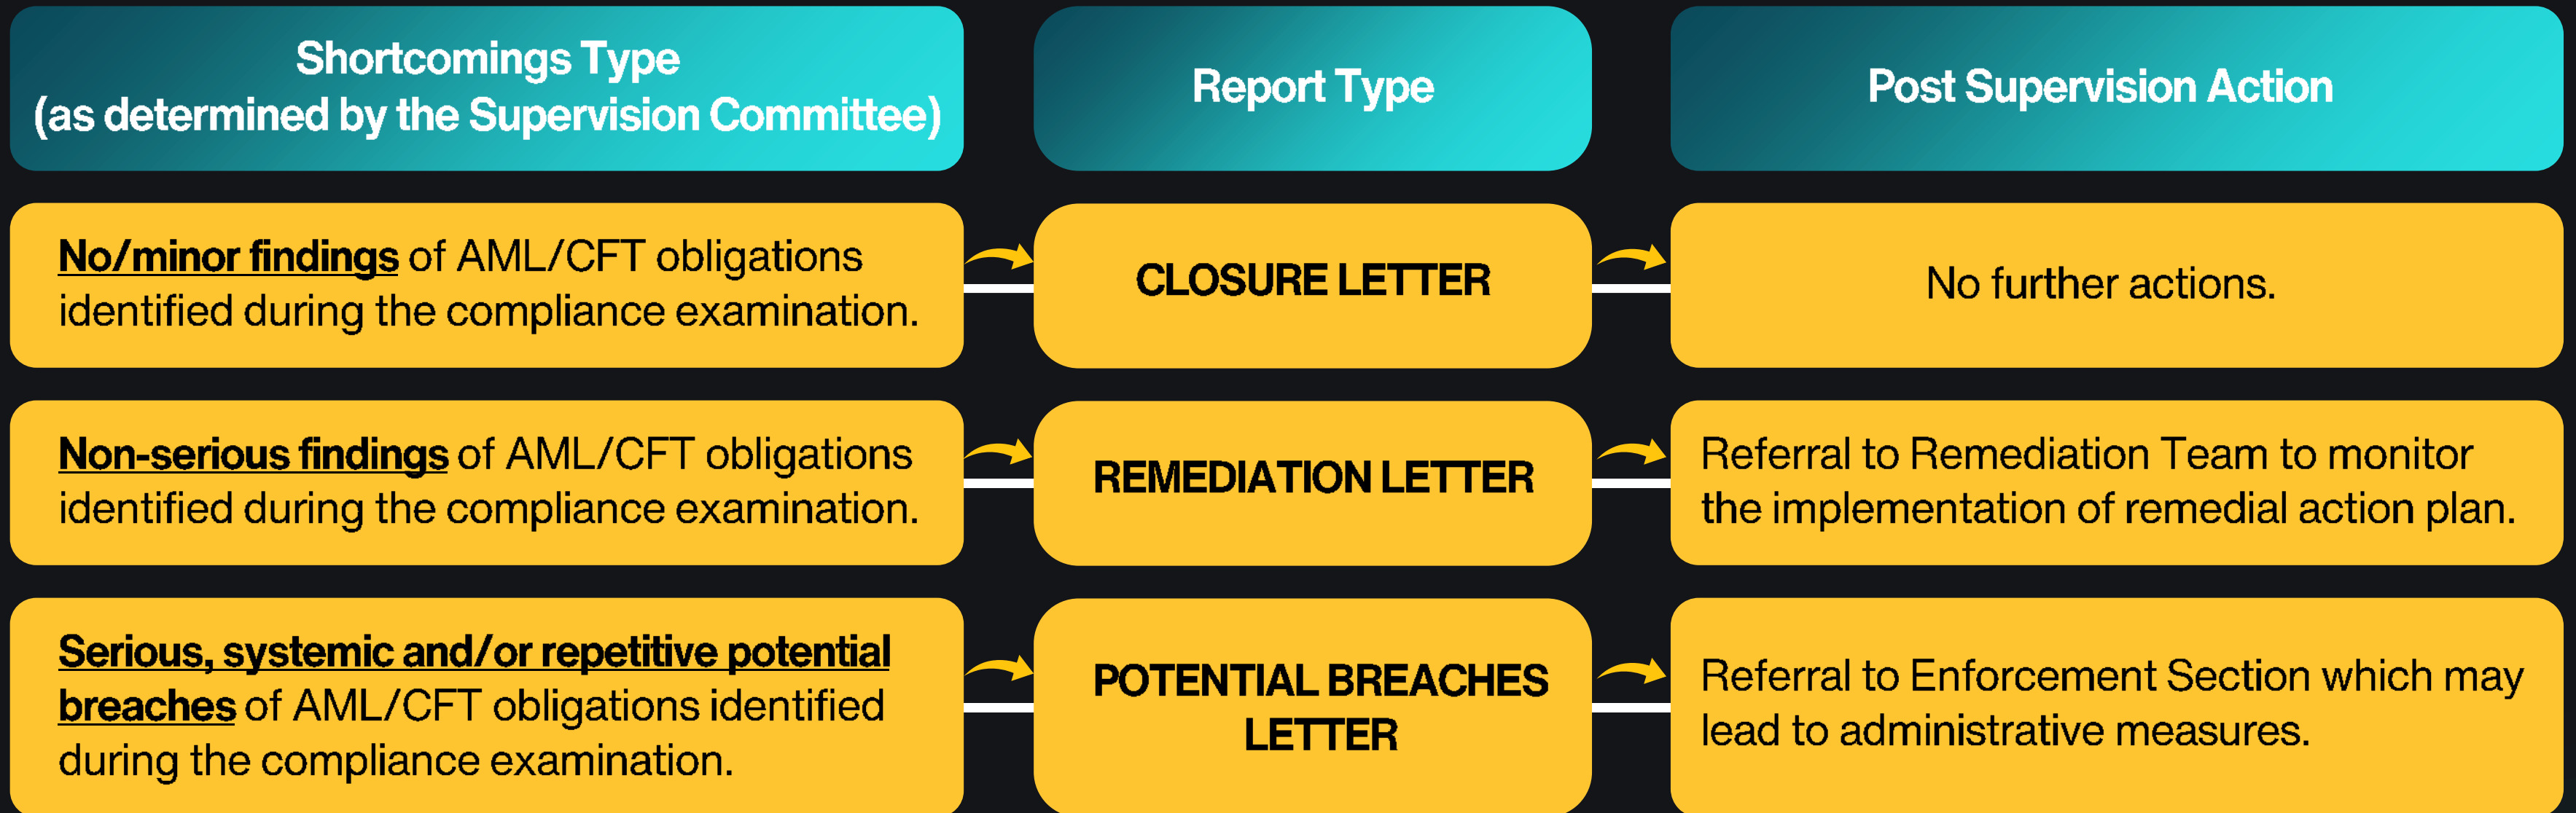 Shortcomings Type
(as determined by the Supervision Committee)
Report Type
Post Supervision Action
No/minor findings of AML/CFT obligations
identified during the compliance examination.
CLOSURE LETTER
No further actions.
Non-serious findings of AML/CFT obligations
identified during the compliance examination.
REMEDIATION LETTER
Referral to Remediation Team to monitor
the implementation of remedial action plan.
Serious, systemic and/or repetitive potential
breaches of AML/CFT obligations identified
during the compliance examination.
POTENTIAL BREACHES
LETTER
Referral to Enforcement Section which may
lead to administrative measures.